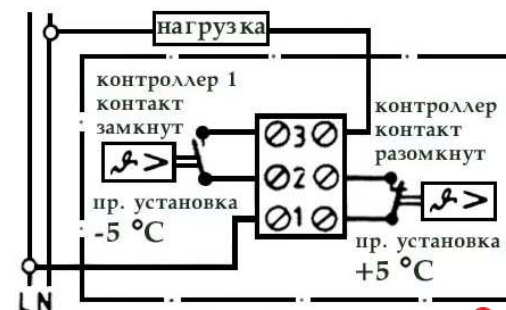 нагрузка
контроллер 1
контакт
замкнут
ϑ >
пр. установка
-5 °C
3
2
1
контроллер
контакт
разомкнут
ϑ >
пр. установка
+5 °C
L N